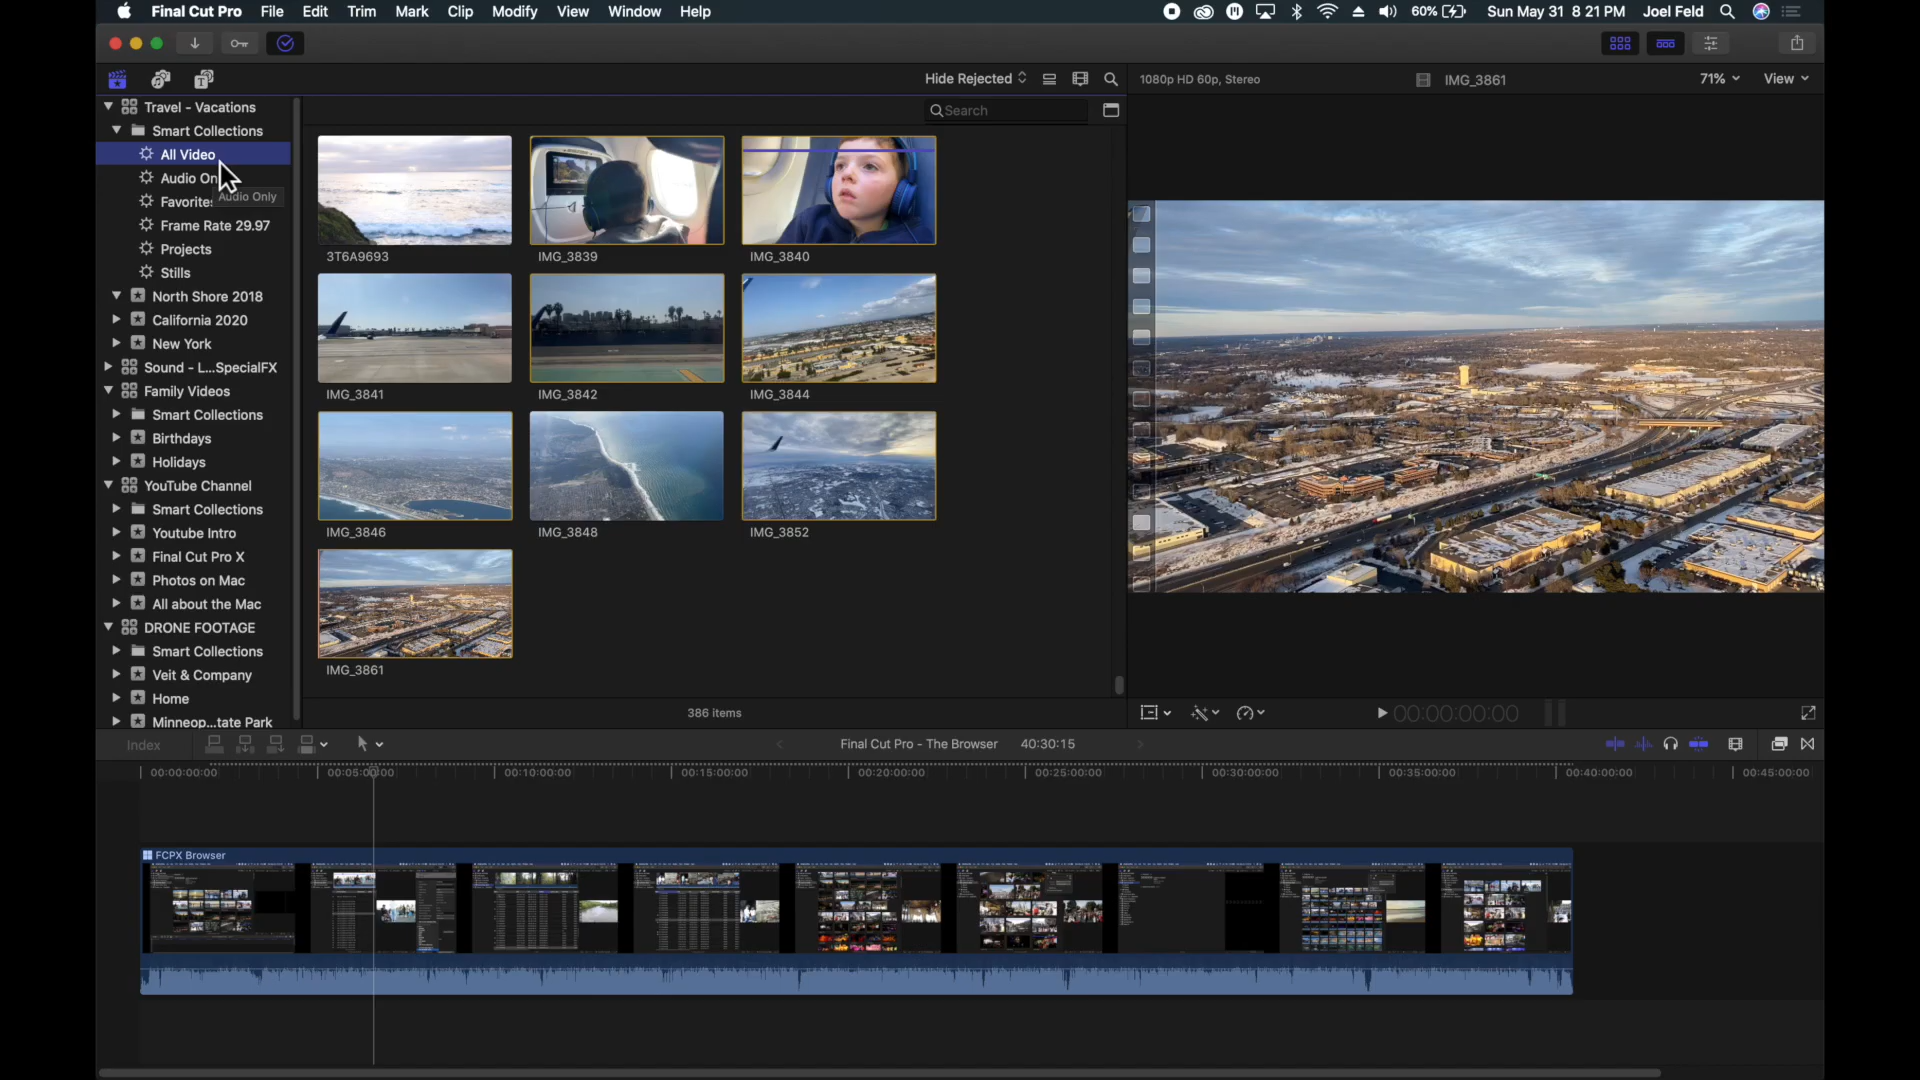 Final Cut Pro File Edit Trim Mark Clip Modify View Window Help 60% Sun May 31 8 21 PM Joel Feld
Hide Rejected 1080p HD 60p, Stereo IMG_3861 71% View
Search
Travel - Vacations
Smart Collections
All Video
Audio On
Audio Only
Favorites
Frame Rate 29.97
Projects
Stills
North Shore 2018
California 2020
New York
Sound - L...SpecialFX
Family Videos
Smart Collections
Birthdays
Holidays
YouTube Channel
Smart Collections
Youtube Intro
Final Cut Pro X
Photos on Mac
All about the Mac
DRONE FOOTAGE
Smart Collections
Veit & Company
Home
Minneop...tate Park
3T6A9693 IMG_3839 IMG_3840
IMG_3841 IMG_3842 IMG_3844
IMG_3846 IMG_3848 IMG_3852
IMG_3861
386 items
00:00:00:00
Index Final Cut Pro - The Browser 40:30:15
00:00:00:00 00:05:00:00 00:10:00:00 00:15:00:00 00:20:00:00 00:25:00:00 00:30:00:00 00:35:00:00 00:40:00:00 00:45:00:00
FCPX Browser